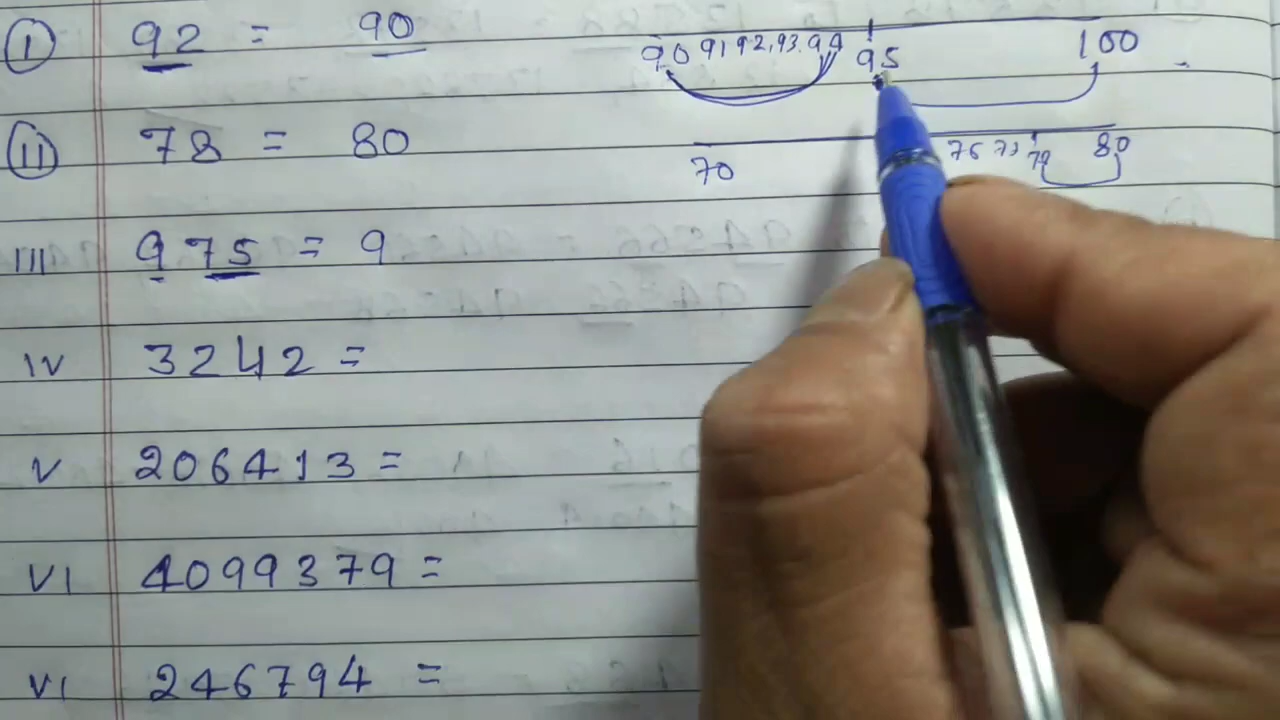 I 92 = 90 90 91 92, 93. 94 95 100
II 78 = 80 70 76 79 80
III 975 = 9
IV 3242 =
V 206413 =
VI 4099379 =
VI 246794 =